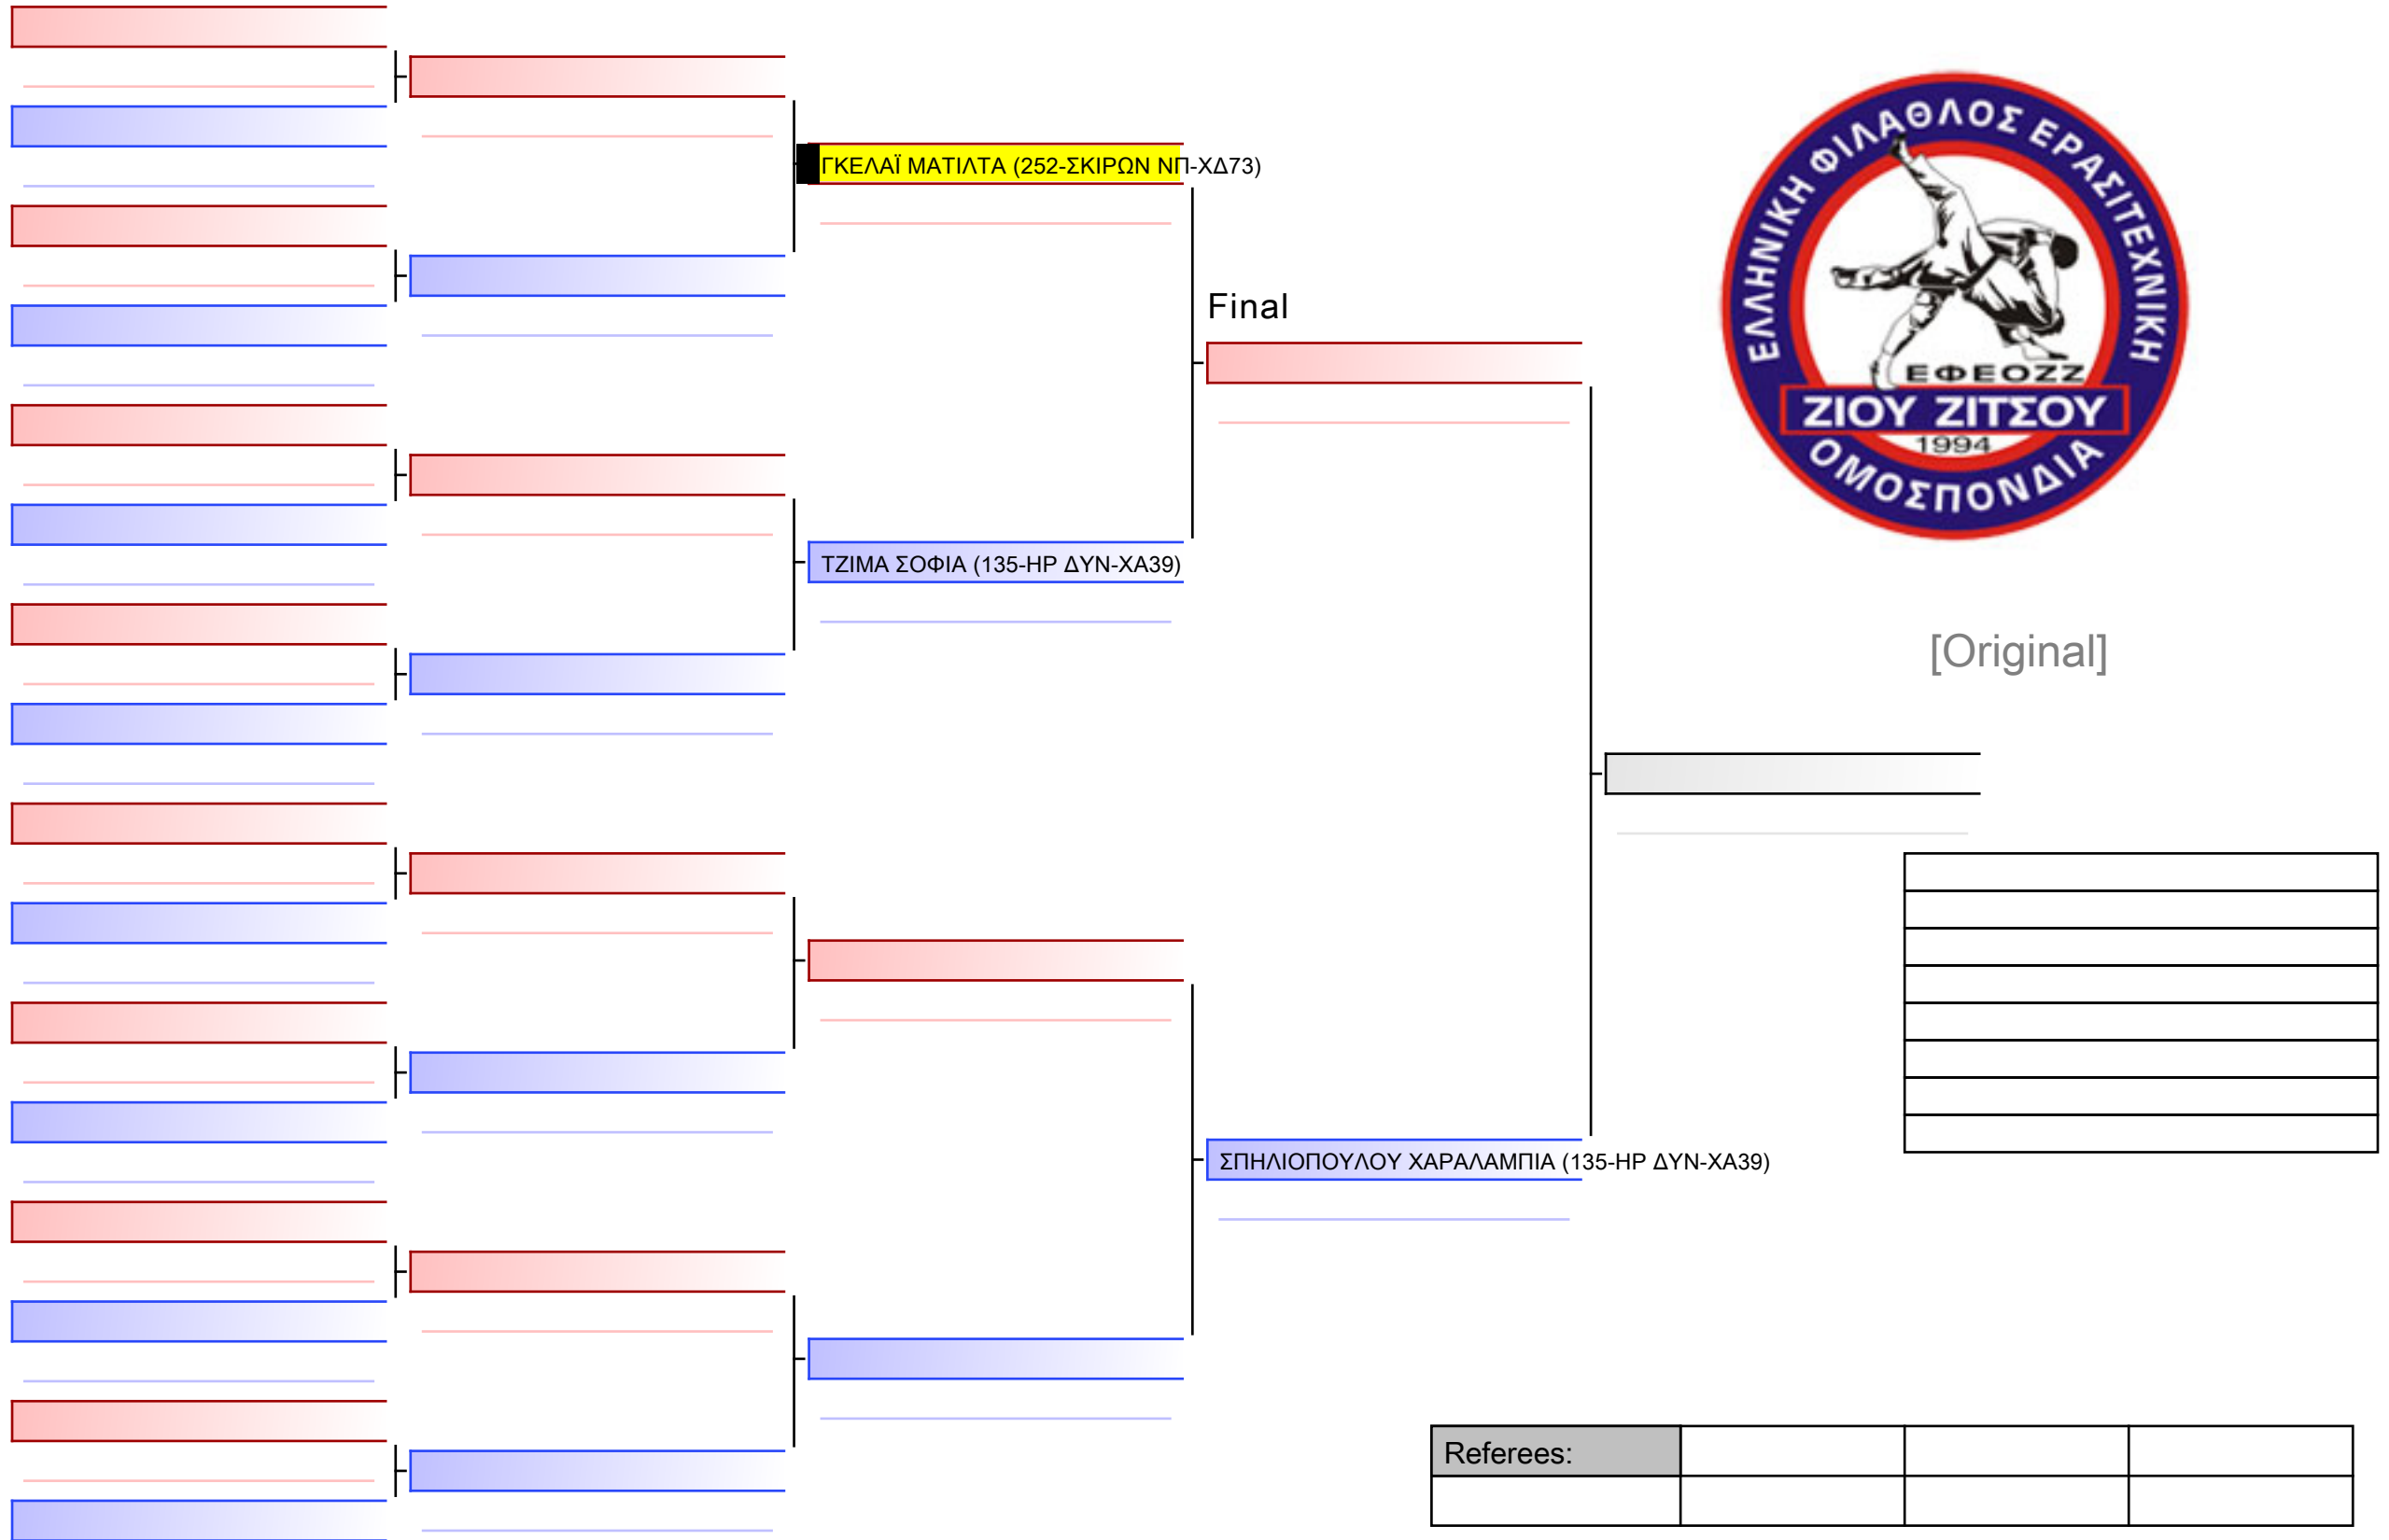 ΓΚΕΛΑΪ ΜΑΤΙΛΤΑ (252-ΣΚΙΡΩΝ ΝΠ-ΧΔ73)
Final
ΕΛΛΗΝΙΚΗ ΦΙΛΑΘΛΟΣ ΕΡΑΣΙΤΕΧΝΙΚΗ
ΕΦΕΟΖΖ
ΖΙΟΥ ΖΙΤΣΟΥ
1994
ΟΜΟΣΠΟΝΔΙΑ
ΤΖΙΜΑ ΣΟΦΙΑ (135-ΗΡ ΔΥΝ-ΧΑ39)
[Original]
ΣΠΗΛΙΟΠΟΥΛΟΥ ΧΑΡΑΛΑΜΠΙΑ (135-ΗΡ ΔΥΝ-ΧΑ39)
Referees: